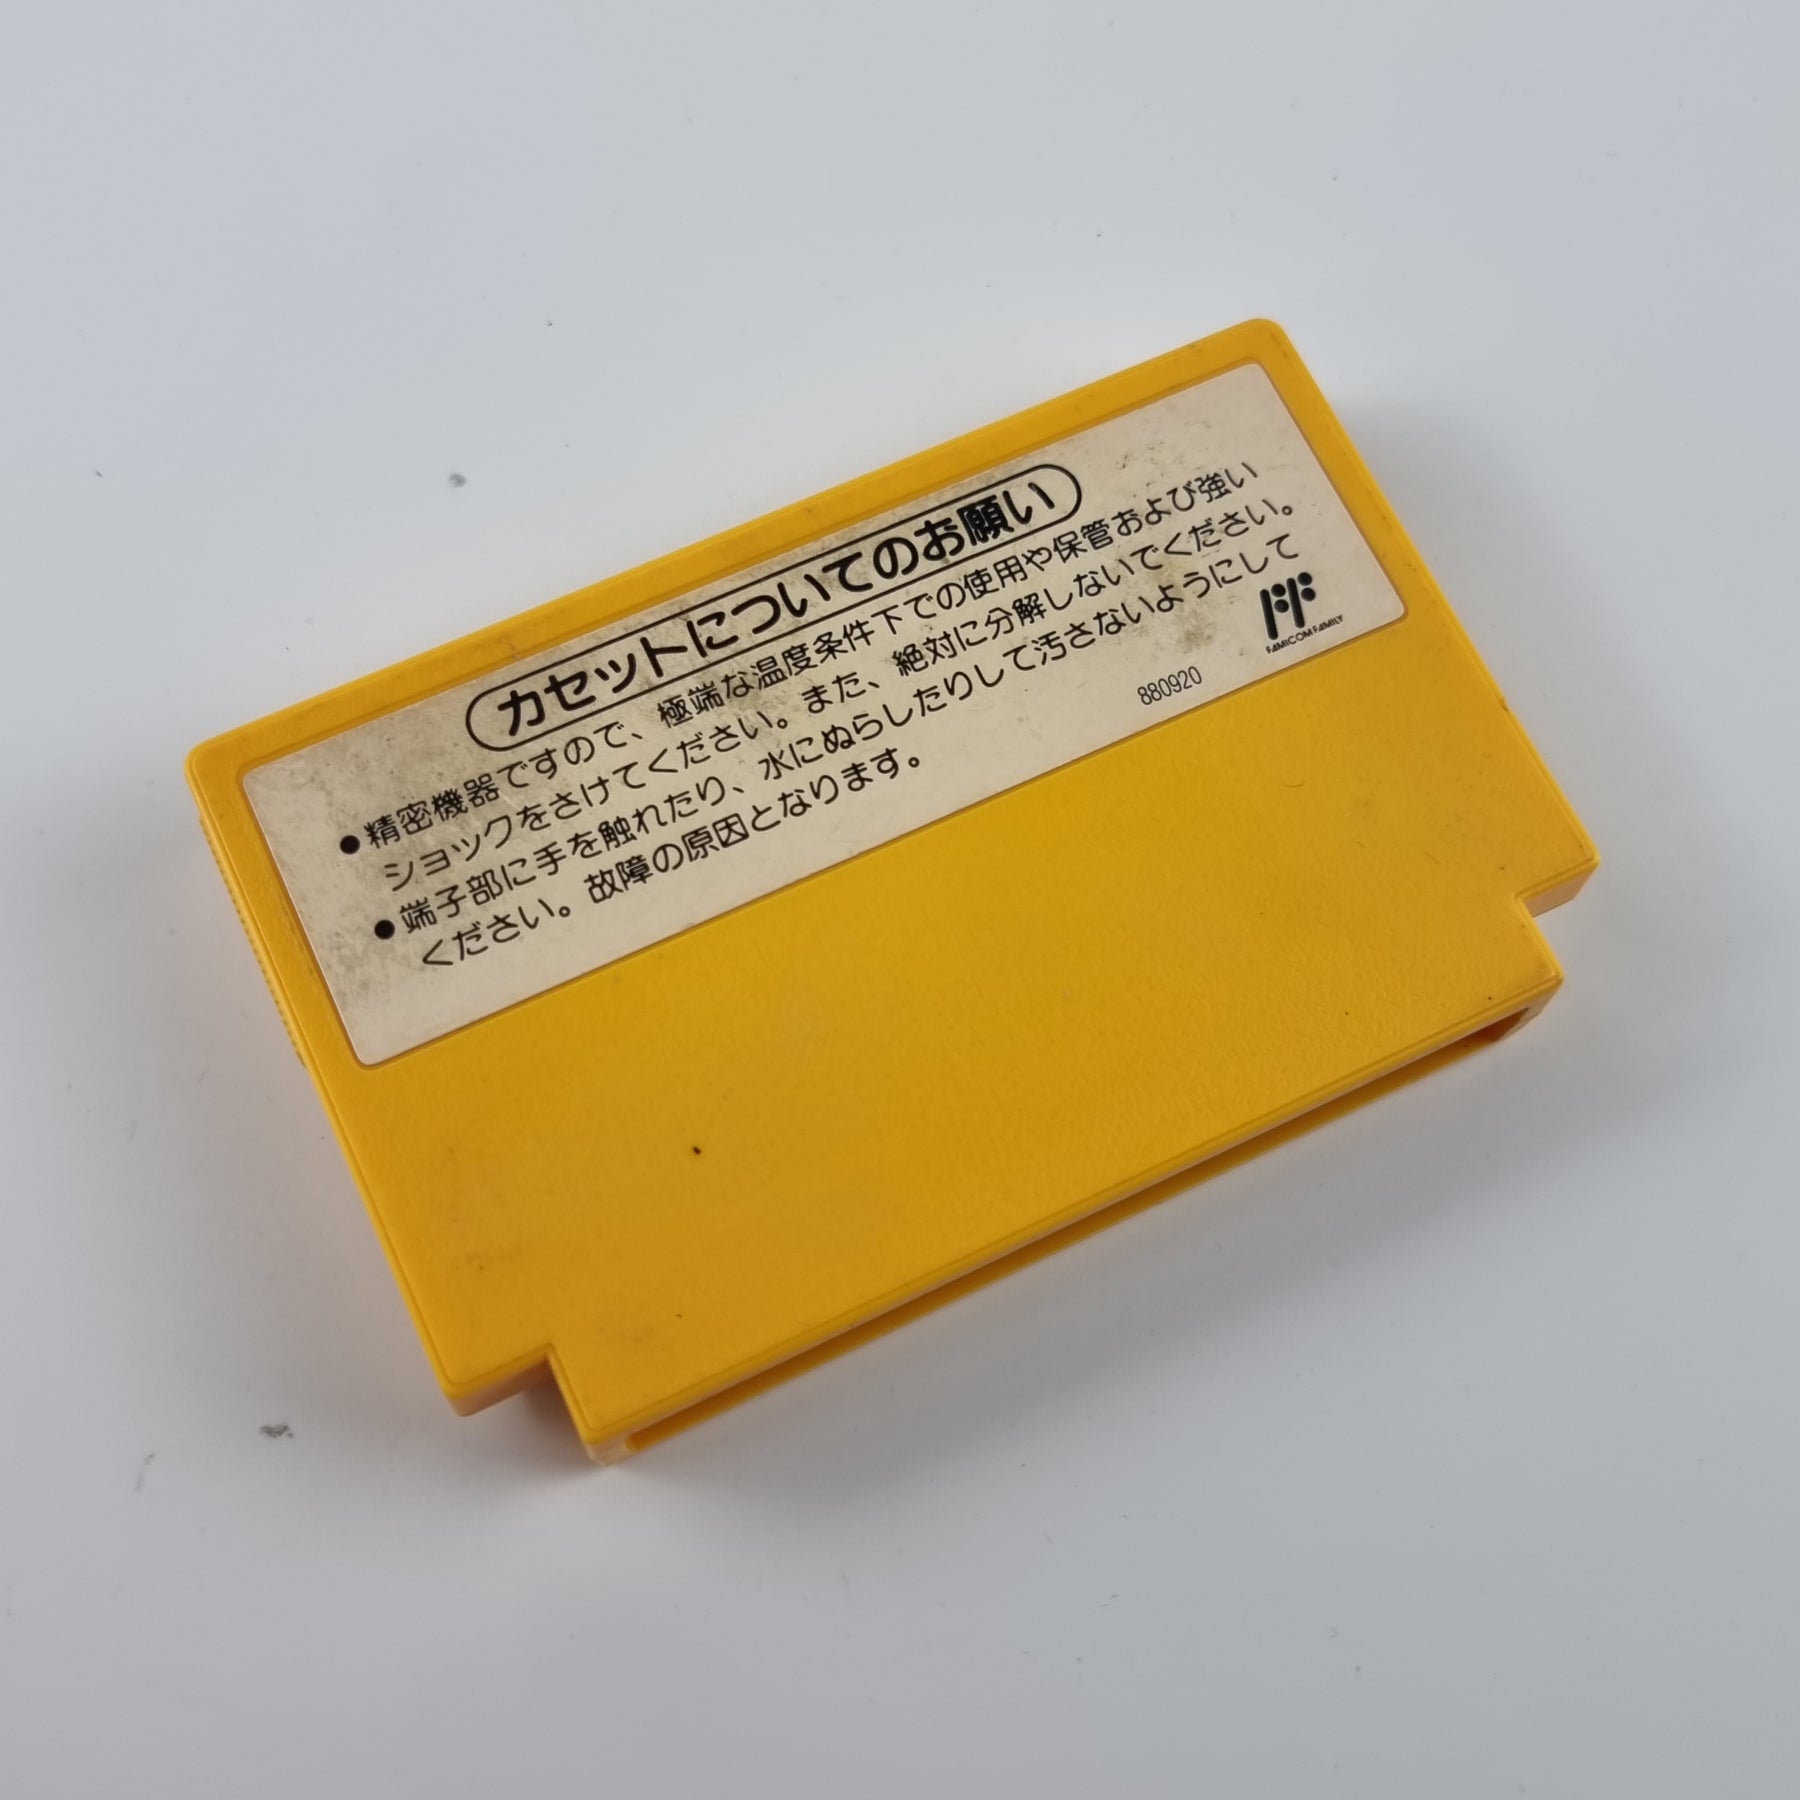 カセットについてのお願い
●精密機器ですので、極端な温度条件下での使用や保管および強い
ショックをさけてください。また、絶対に分解しないでください。
●端子部に手を触れたり、水にぬらしたりして汚さないようにして
ください。故障の原因となります。
FAMICOM FAMILY
880920